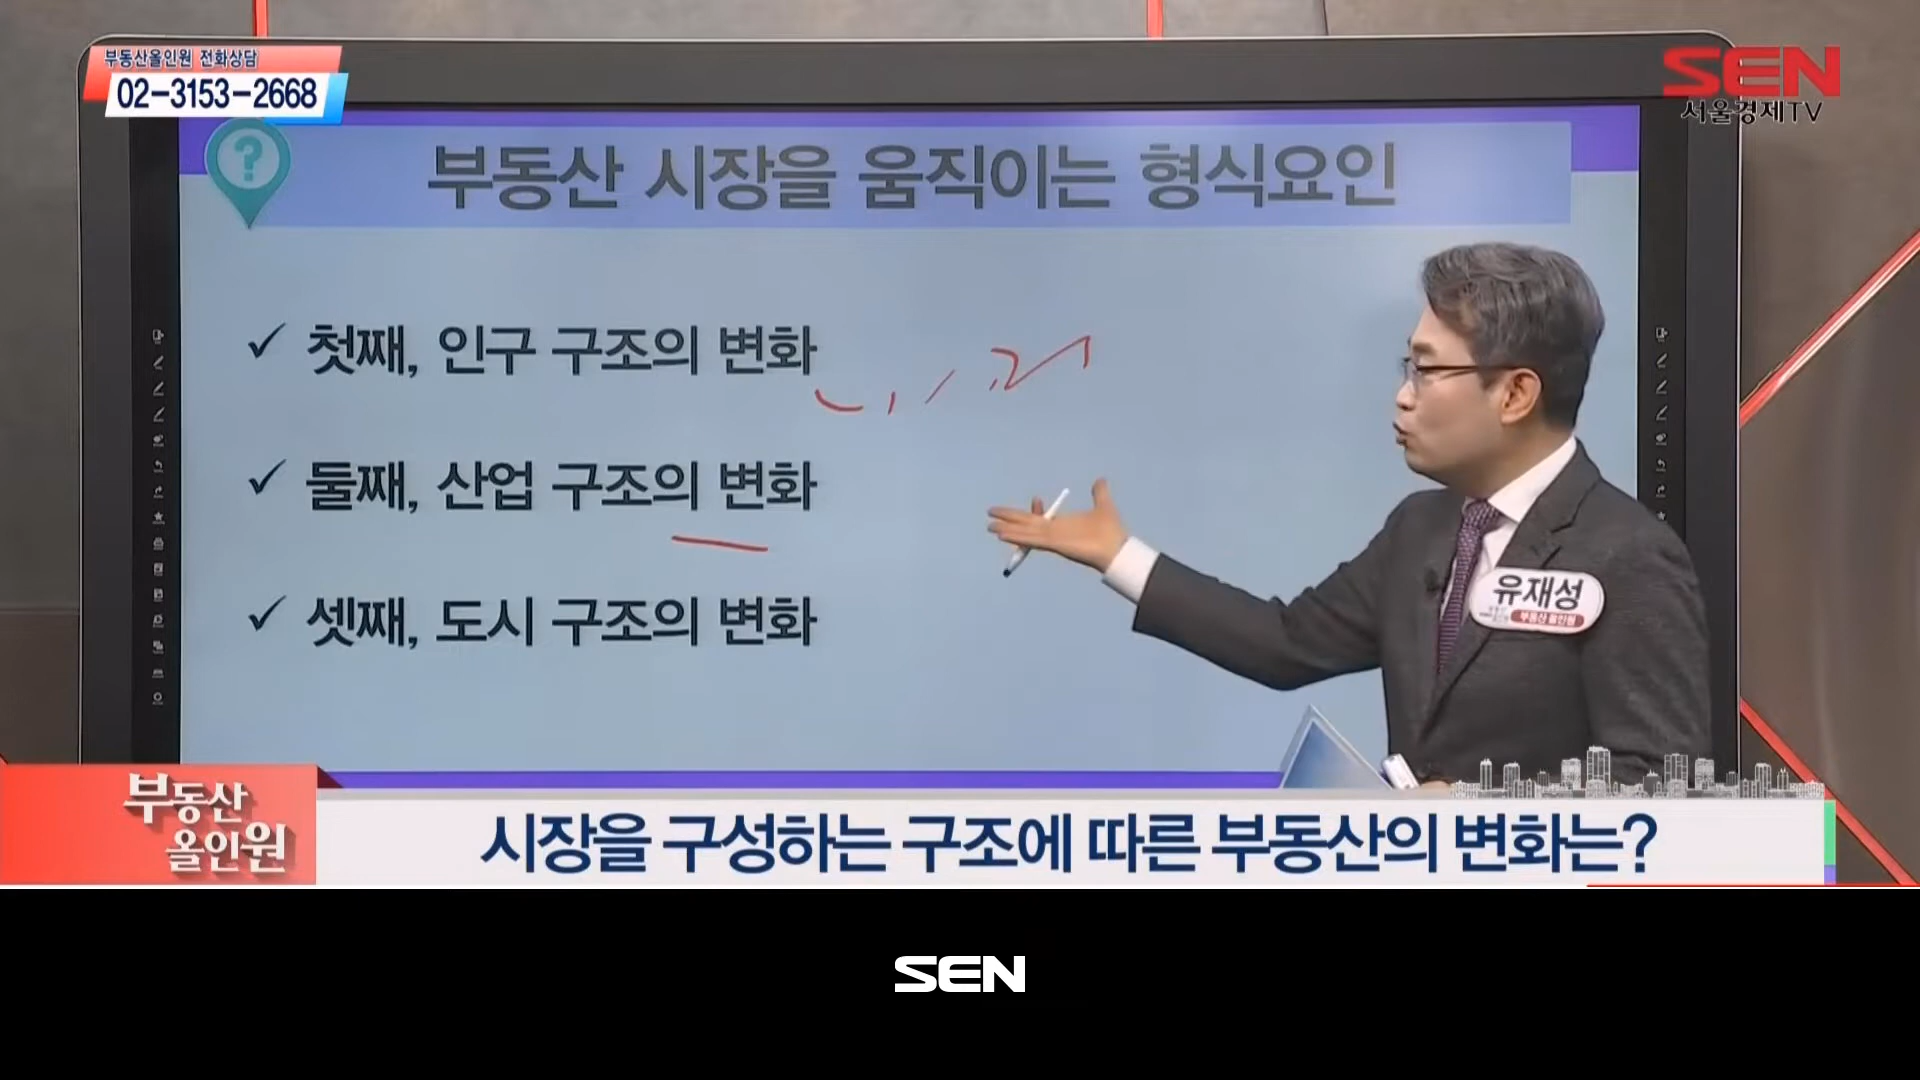 부동산올인원 전화상담
02-3153-2668
SEN
서울경제TV
?
부동산 시장을 움직이는 형식요인
✓ 첫째, 인구 구조의 변화
✓ 둘째, 산업 구조의 변화
✓ 셋째, 도시 구조의 변화
유재성
부동산 올인원
부동산
올인원
시장을 구성하는 구조에 따른 부동산의 변화는?
SEN